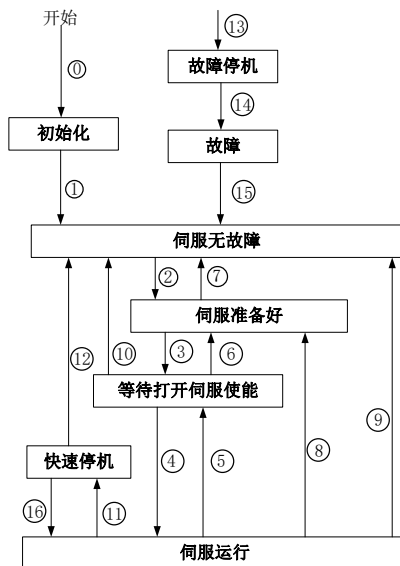 开始
⑬
⓪
故障停机
⑭
初始化
故障
①
⑮
伺服无故障
②
⑦
伺服准备好
⑫
⑩
③
⑥
等待打开伺服使能
⑨
快速停机
④
⑤
⑧
⑯
⑪
伺服运行